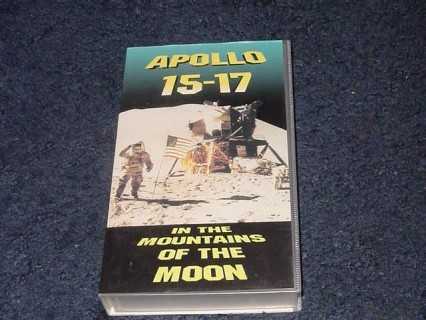 APOLLO
15-17
IN THE
MOUNTAINS
OF THE
MOON